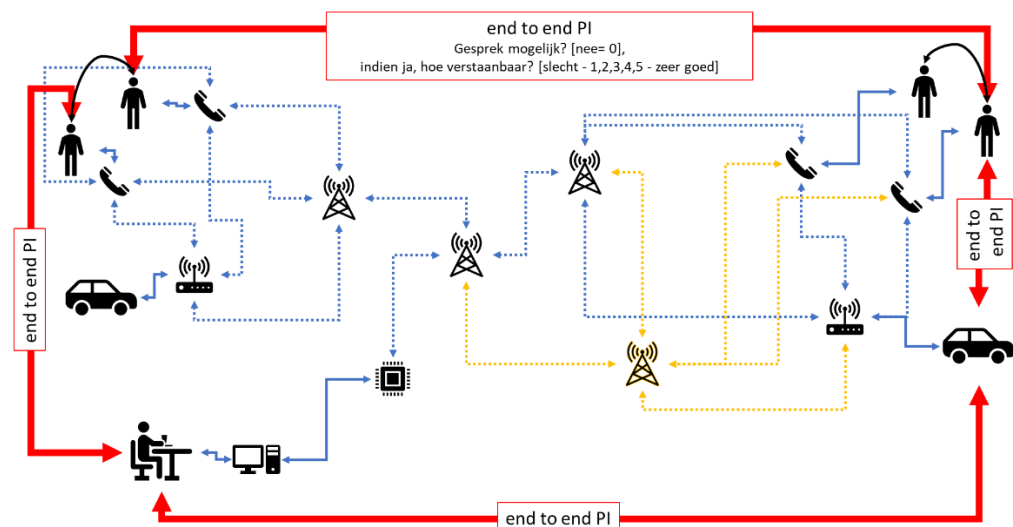 end to end PI
Gesprek mogelijk? [nee= 0],
indien ja, hoe verstaanbaar? [slecht - 1,2,3,4,5 - zeer goed]
end to end PI
end to
end PI
end to end PI